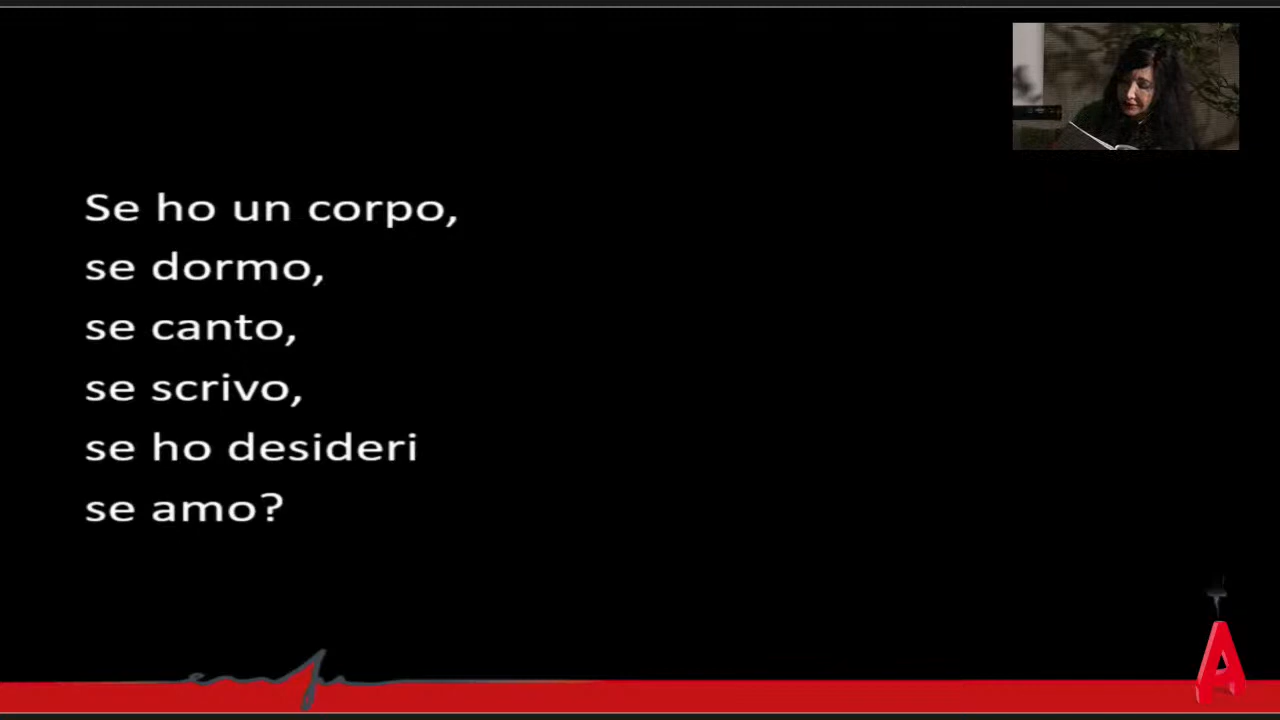 Se ho un corpo,
se dormo,
se canto,
se scrivo,
se ho desideri
se amo?
A